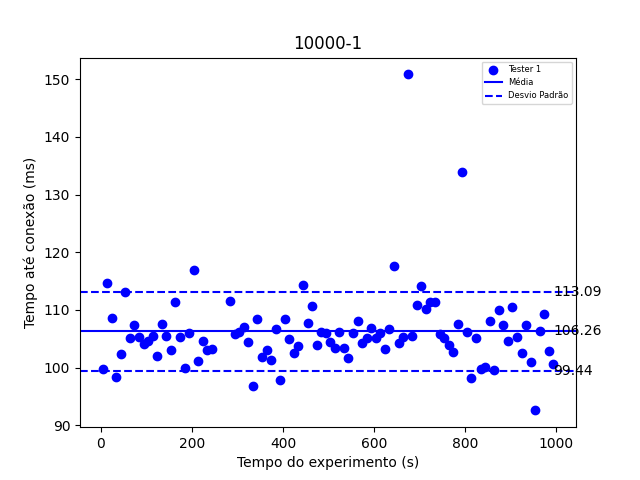 10000-1
Tester 1
Média
Desvio Padrão
Tempo até conexão (ms)
150
140
130
120
110
100
90
113.09
106.26
99.44
0 200 400 600 800 1000
Tempo do experimento (s)